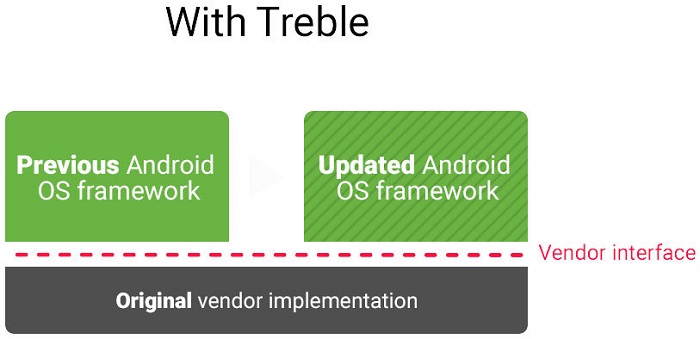 With Treble
Previous Android
OS framework
Updated Android
OS framework
Vendor interface
Original vendor implementation